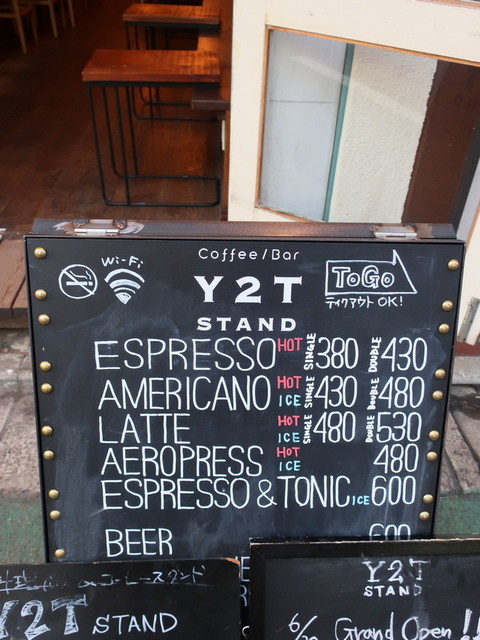 Coffee/Bar
Wi-Fi
Y2T
STAND
ToGo
テイクアウトOK!
ESPRESSO HOT SINGLE 380 DOUBLE 430
AMERICANO HOT ICE SINGLE 430 DOUBLE 480
LATTE HOT ICE SINGLE 480 DOUBLE 530
AEROPRESS HOT ICE 480
ESPRESSO & TONIC ICE 600
BEER 600
Y2T STAND
Y2T
STAND
Grand Open!!